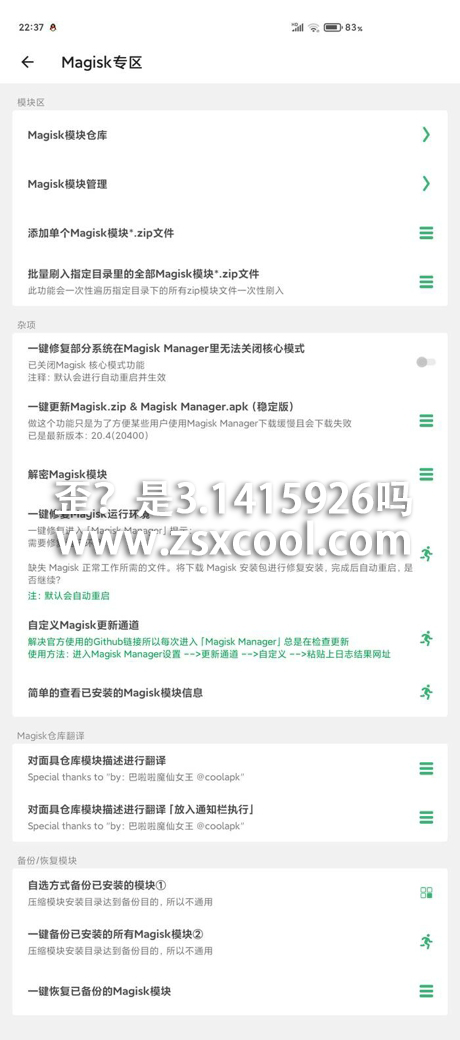 22:37
83%
Magisk专区
模块区
Magisk模块仓库
Magisk模块管理
添加单个Magisk模块*.zip文件
批量刷入指定目录里的全部Magisk模块*.zip文件
此功能会一次性遍历指定目录下的所有zip模块文件一次性刷入
杂项
一键修复部分系统在Magisk Manager里无法关闭核心模式
已关闭Magisk 核心模式功能
注释：默认会进行自动重启并生效
一键更新Magisk.zip & Magisk Manager.apk（稳定版）
做这个功能只是为了方便某些用户使用Magisk Manager下载缓慢且会下载失败
已是最新版本：20.4(20400)
解密Magisk模块
歪？是3.1415926吗
一键修复Magisk运行环境
一键修复进入「Magisk Manager」提示：
www.zsxcool.com
需要修
缺失 Magisk 正常工作所需的文件。将下载 Magisk 安装包进行修复安装，完成后自动重启，是
否继续？
注：默认会自动重启
自定义Magisk更新通道
解决官方使用的Github链接所以每次进入「Magisk Manager」总是在检查更新
使用方法：进入Magisk Manager设置 -->更新通道 -->自定义 -->粘贴上日志结果网址
简单的查看已安装的Magisk模块信息
Magisk仓库翻译
对面具仓库模块描述进行翻译
Special thanks to "by：巴啦啦魔仙女王 @coolapk"
对面具仓库模块描述进行翻译「放入通知栏执行」
Special thanks to "by：巴啦啦魔仙女王 @coolapk"
备份/恢复模块
自选方式备份已安装的模块①
压缩模块安装目录达到备份目的，所以不通用
一键备份已安装的所有Magisk模块②
压缩模块安装目录达到备份目的，所以不通用
一键恢复已备份的Magisk模块